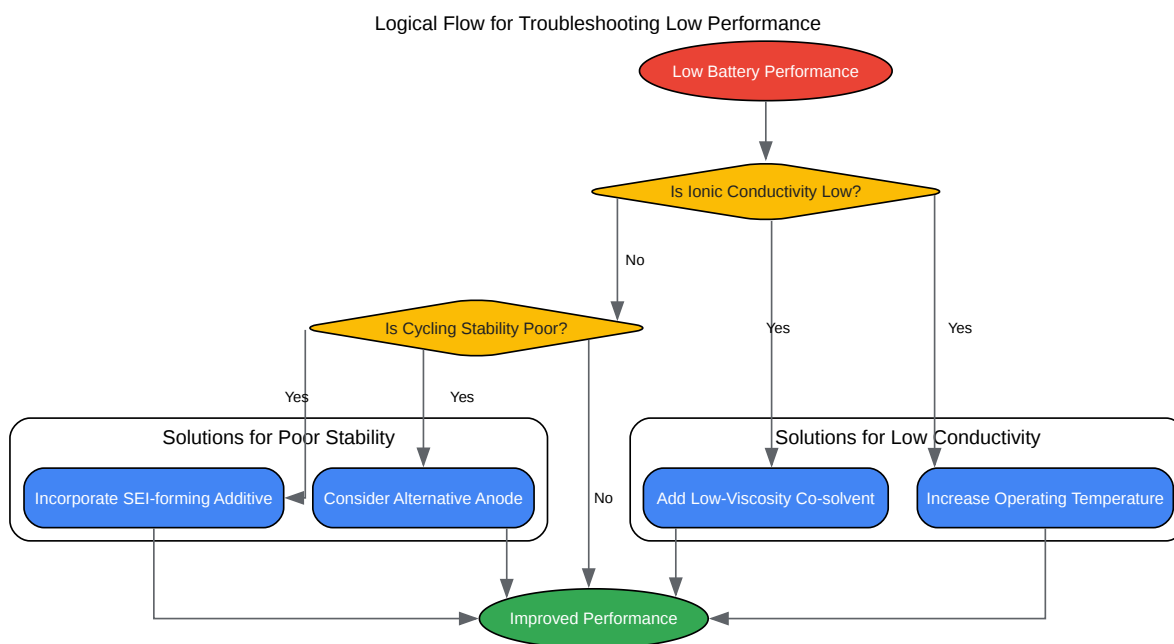 Logical Flow for Troubleshooting Low Performance
Low Battery Performance
Is Ionic Conductivity Low?
No
Yes
Yes
Is Cycling Stability Poor?
Yes
Yes
No
Solutions for Poor Stability
Incorporate SEI-forming Additive
Consider Alternative Anode
Solutions for Low Conductivity
Add Low-Viscosity Co-solvent
Increase Operating Temperature
Improved Performance